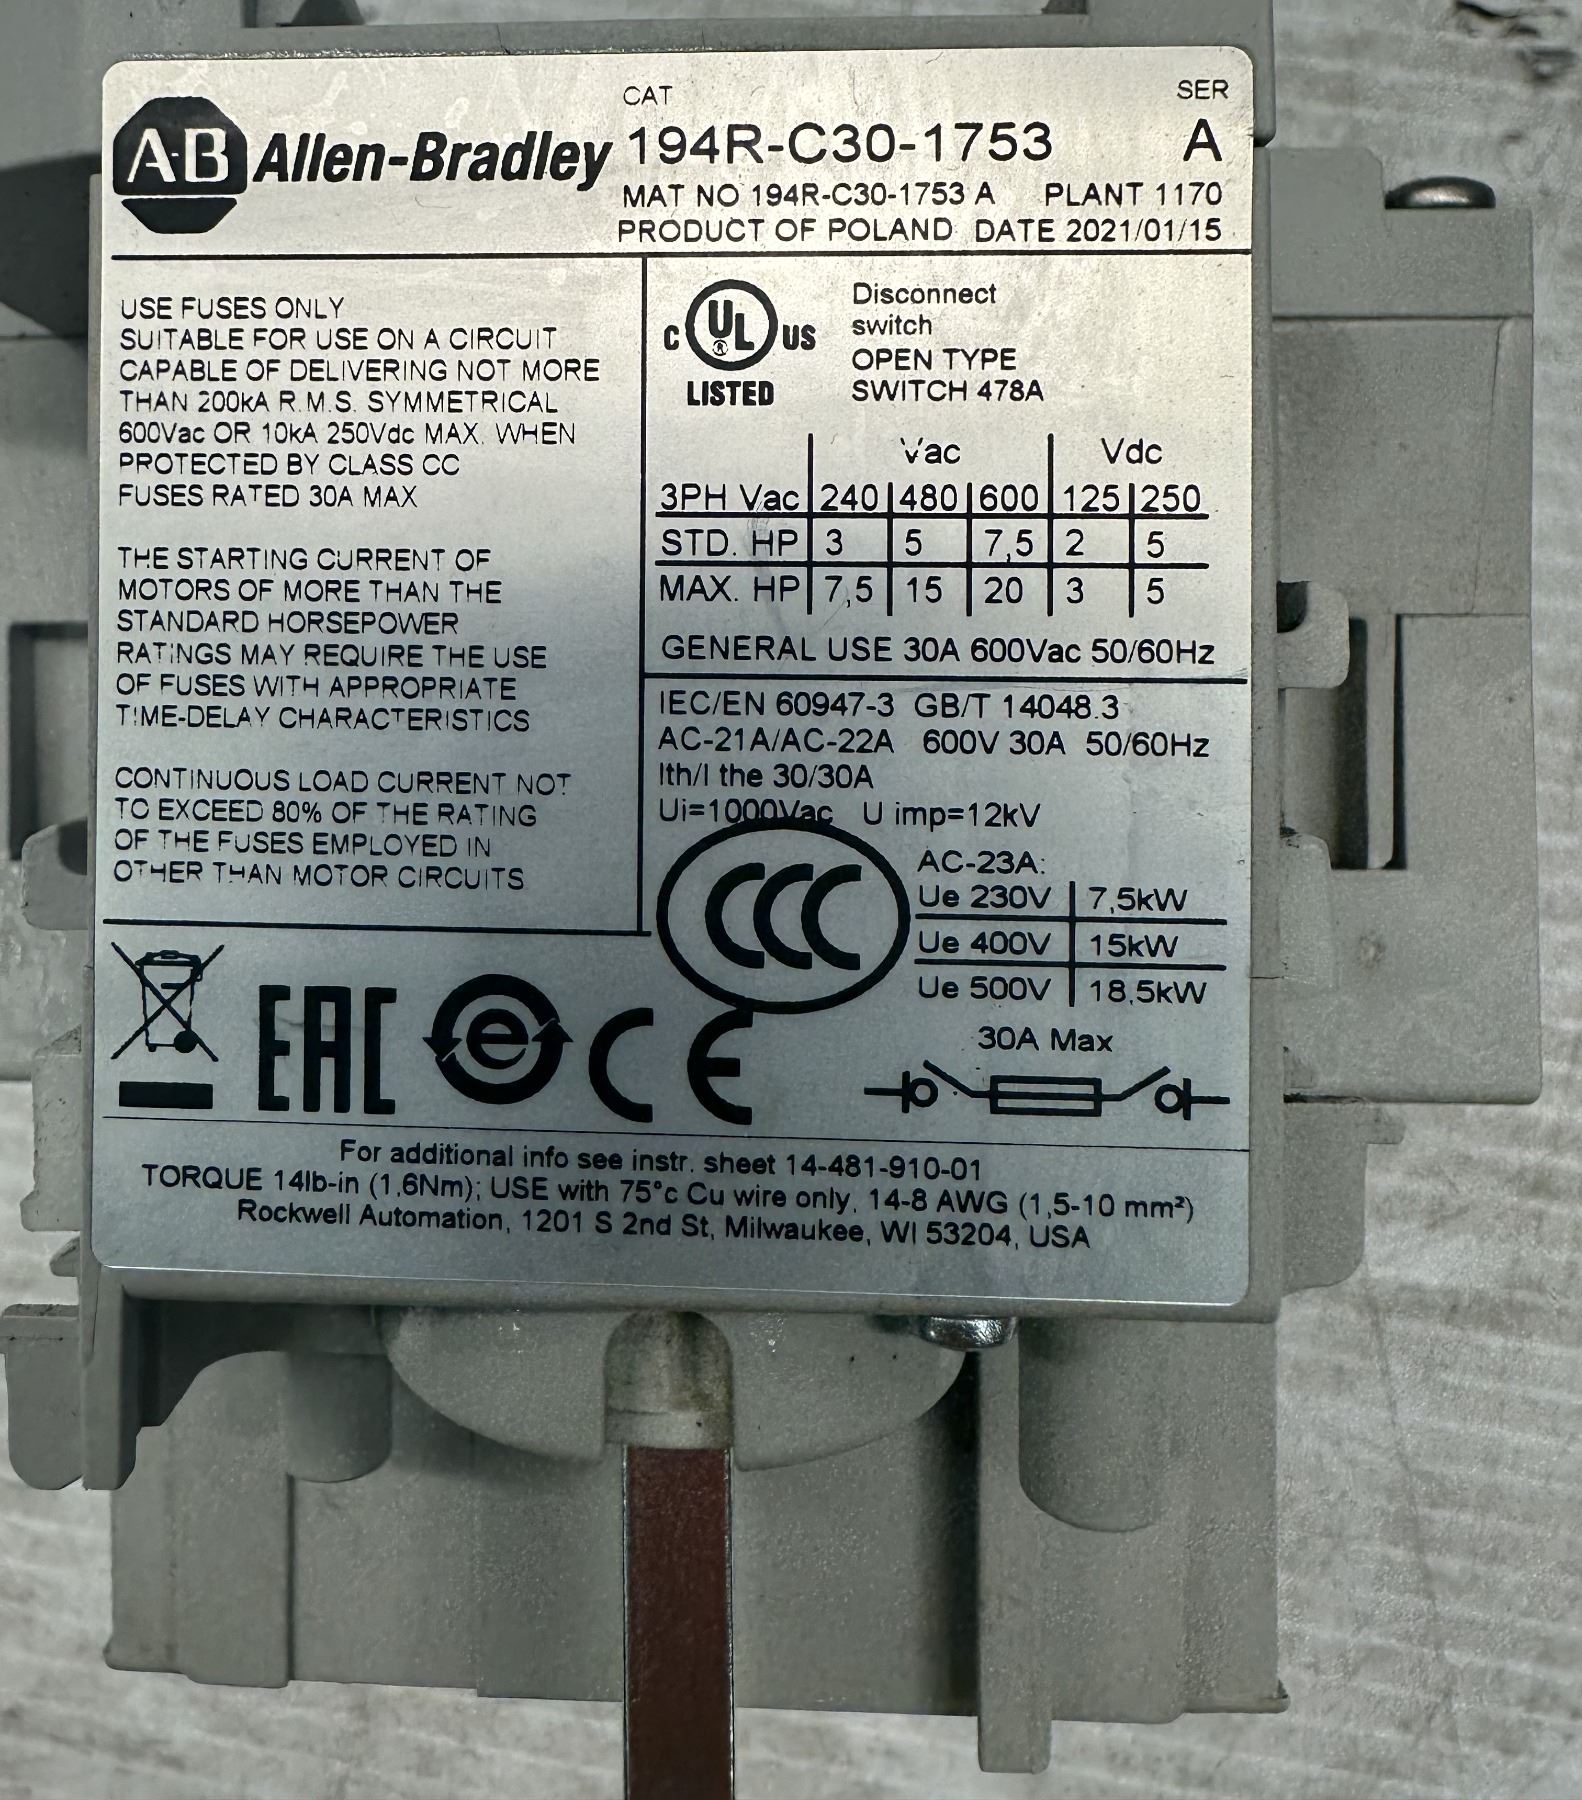 CAT SER
A-B Allen-Bradley 194R-C30-1753 A
MAT NO 194R-C30-1753 A PLANT 1170
PRODUCT OF POLAND DATE 2021/01/15
USE FUSES ONLY
SUITABLE FOR USE ON A CIRCUIT
CAPABLE OF DELIVERING NOT MORE
THAN 200kA R.M.S. SYMMETRICAL
600Vac OR 10kA 250Vdc MAX. WHEN
PROTECTED BY CLASS CC
FUSES RATED 30A MAX
THE STARTING CURRENT OF
MOTORS OF MORE THAN THE
STANDARD HORSEPOWER
RATINGS MAY REQUIRE THE USE
OF FUSES WITH APPROPRIATE
TIME-DELAY CHARACTERISTICS
CONTINUOUS LOAD CURRENT NOT
TO EXCEED 80% OF THE RATING
OF THE FUSES EMPLOYED IN
OTHER THAN MOTOR CIRCUITS
C UL ® US
LISTED
Disconnect
switch
OPEN TYPE
SWITCH 478A
Vac Vdc
3PH Vac 240 480 600 125 250
STD. HP 3 5 7,5 2 5
MAX. HP 7,5 15 20 3 5
GENERAL USE 30A 600Vac 50/60Hz
IEC/EN 60947-3 GB/T 14048.3
AC-21A/AC-22A 600V 30A 50/60Hz
Ith/I the 30/30A
Ui=1000Vac U imp=12kV
CCC
AC-23A:
Ue 230V 7,5kW
Ue 400V 15kW
Ue 500V 18,5kW
30A Max
EAC e CE
For additional info see instr. sheet 14-481-910-01
TORQUE 14lb-in (1,6Nm); USE with 75°c Cu wire only, 14-8 AWG (1,5-10 mm²)
Rockwell Automation, 1201 S 2nd St, Milwaukee, WI 53204, USA